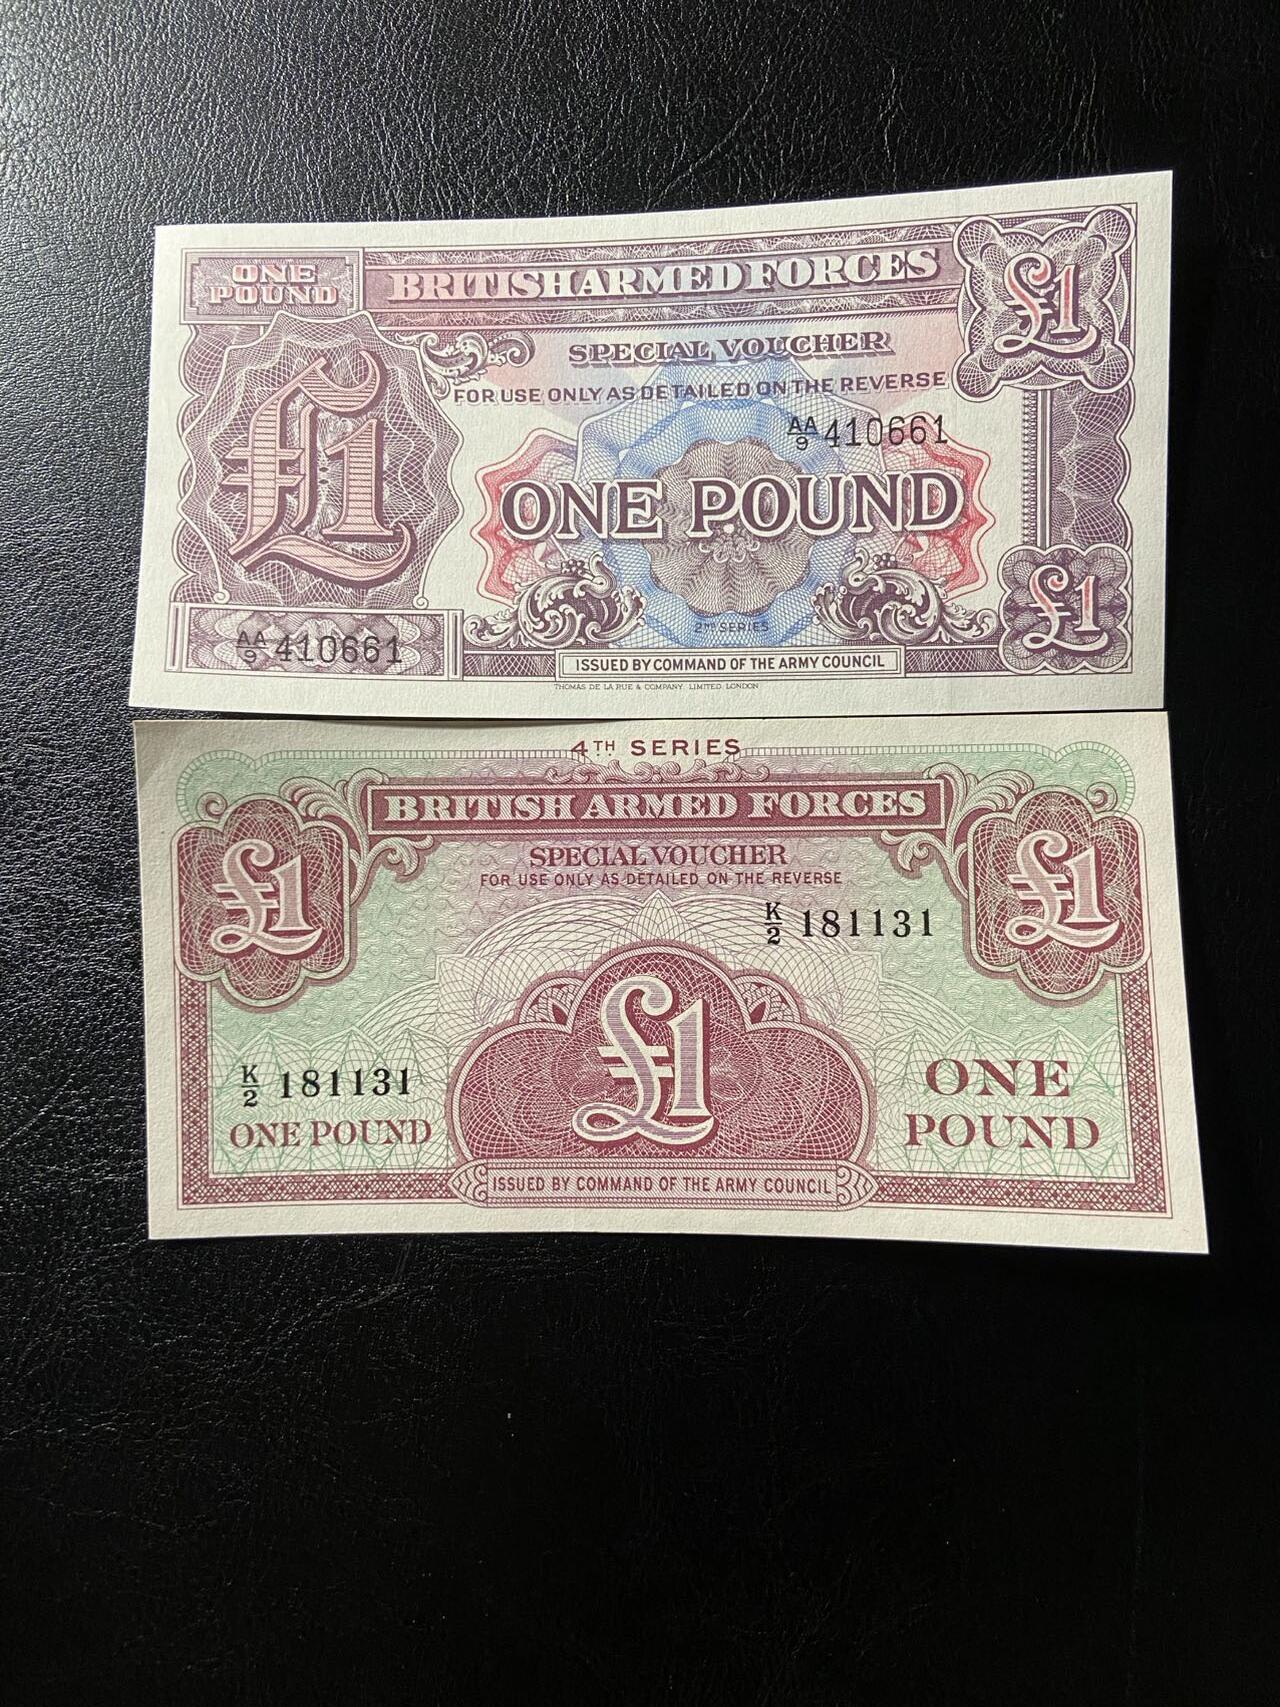 ONE
POUND
BRITISH ARMED FORCES
£1
SPECIAL VOUCHER
FOR USE ONLY AS DETAILED ON THE REVERSE
AA/9 410661
£1
ONE POUND
2ND SERIES
£1
AA/9 410661
ISSUED BY COMMAND OF THE ARMY COUNCIL
THOMAS DE LA RUE & COMPANY, LIMITED, LONDON
4TH SERIES
BRITISH ARMED FORCES
£1
SPECIAL VOUCHER
£1
FOR USE ONLY AS DETAILED ON THE REVERSE
K/2 181131
£1
K/2 181131
ONE POUND
ONE
POUND
ISSUED BY COMMAND OF THE ARMY COUNCIL